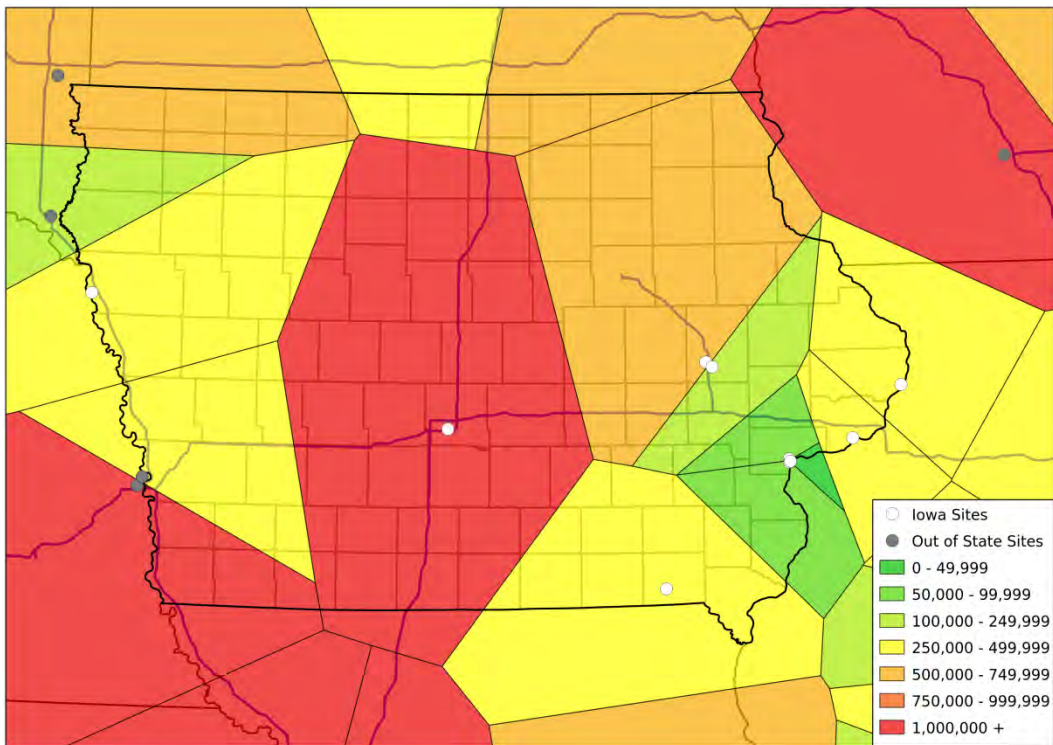 Iowa Sites
Out of State Sites
0 - 49,999
50,000 - 99,999
100,000 - 249,999
250,000 - 499,999
500,000 - 749,999
750,000 - 999,999
1,000,000 +